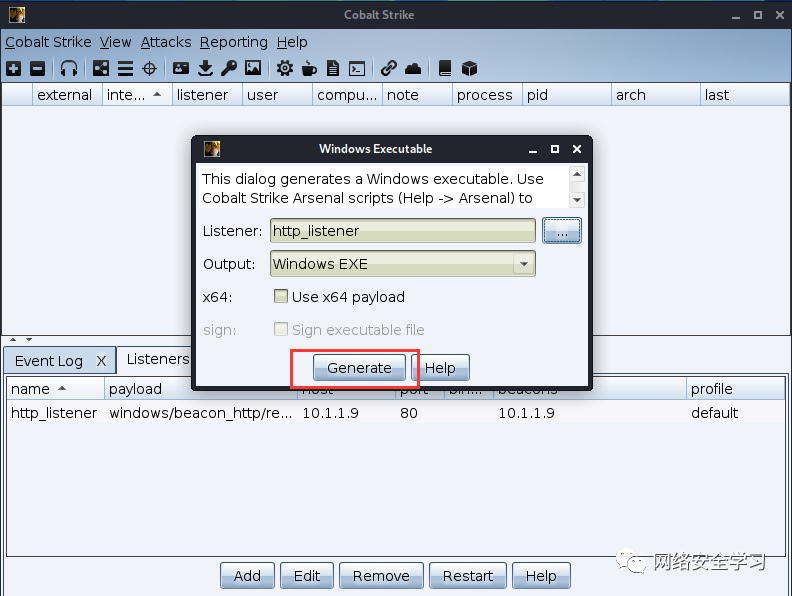 Cobalt Strike
Cobalt Strike View Attacks Reporting Help
external inte... listener user compu... note process pid arch last
Windows Executable
This dialog generates a Windows executable. Use
Cobalt Strike Arsenal scripts (Help -> Arsenal) to
Listener: http_listener ...
Output: Windows EXE
x64: Use x64 payload
sign: Sign executable file
Generate Help
Event Log X Listeners
name payload host port bin... beacons profile
http_listener windows/beacon_http/re... 10.1.1.9 80 10.1.1.9 default
Add Edit Remove Restart Help
网络安全学习